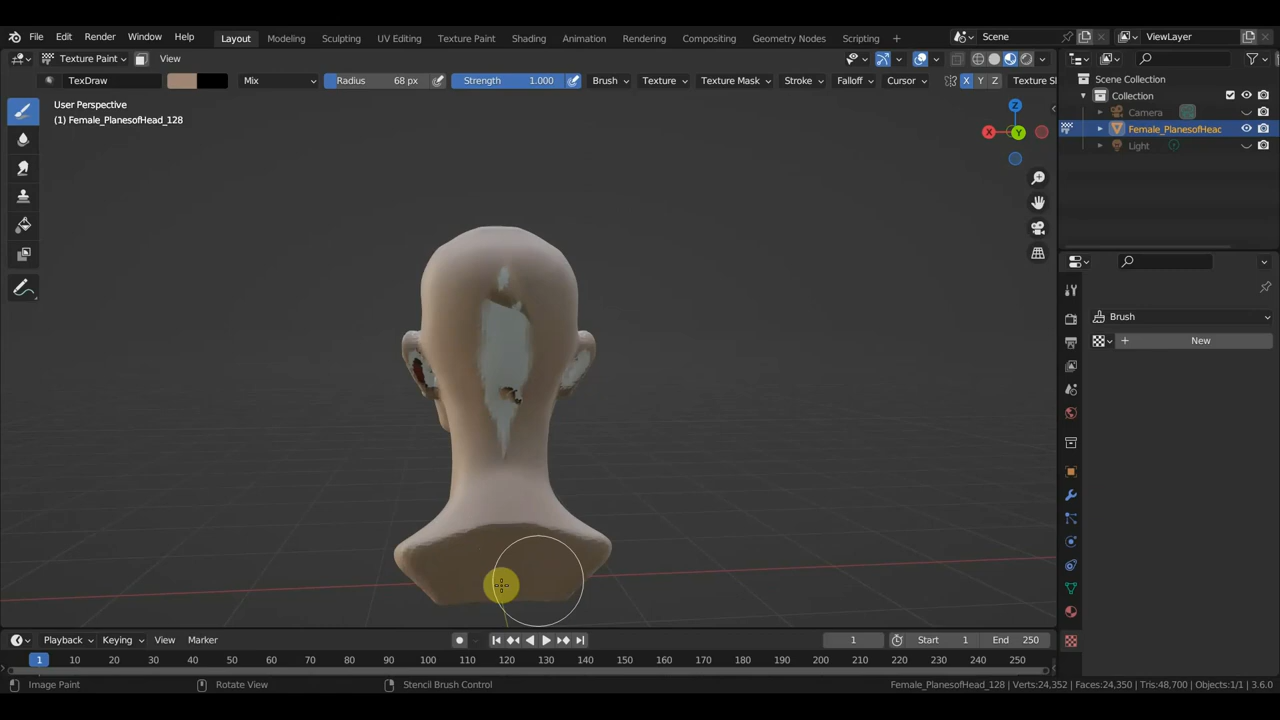 File Edit Render Window Help Layout Modeling Sculpting UV Editing Texture Paint Shading Animation Rendering Compositing Geometry Nodes Scripting + Scene ViewLayer
Texture Paint View
TexDraw Mix Radius 68 px Strength 1.000 Brush Texture Texture Mask Stroke Falloff Cursor X Y Z Texture Sl
User Perspective
(1) Female_PlanesofHead_128
Z
X Y
Scene Collection
Collection
Camera
Female_PlanesofHeac
Light
Brush
+ New
Playback Keying View Marker 1 Start 1 End 250
1 10 20 30 40 50 60 70 80 90 100 110 120 130 140 150 160 170 180 190 200 210 220 230 240 250
Image Paint Rotate View Stencil Brush Control Female_PlanesofHead_128 | Verts:24,352 | Faces:24,350 | Tris:48,700 | Objects:1/1 | 3.6.0